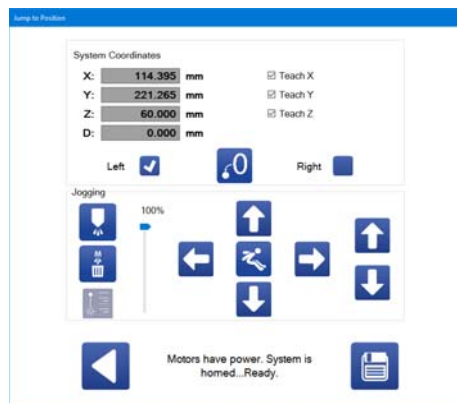 Jump to Position
System Coordinates
X: 114.395 mm Teach X
Y: 221.265 mm Teach Y
Z: 60.000 mm Teach Z
D: 0.000 mm
Left 0 Right
Jogging
100%
M
Motors have power. System is
homed...Ready.